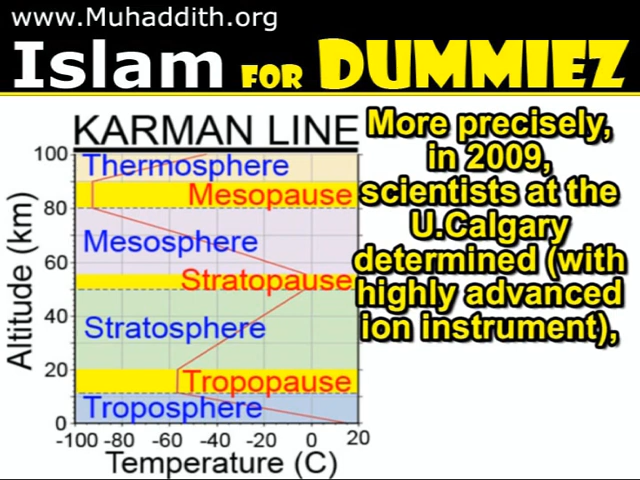 www.Muhaddith.org
Islam FOR DUMMIEZ
KARMAN LINE
More precisely,
in 2009,
scientists at the
U.Calgary
determined (with
highly advanced
ion instrument),
Altitude (km)
100
80
60
40
20
0
Thermosphere
Mesopause
Mesosphere
Stratopause
Stratosphere
Tropopause
Troposphere
-100 -80 -60 -40 -20 0 20
Temperature (C)